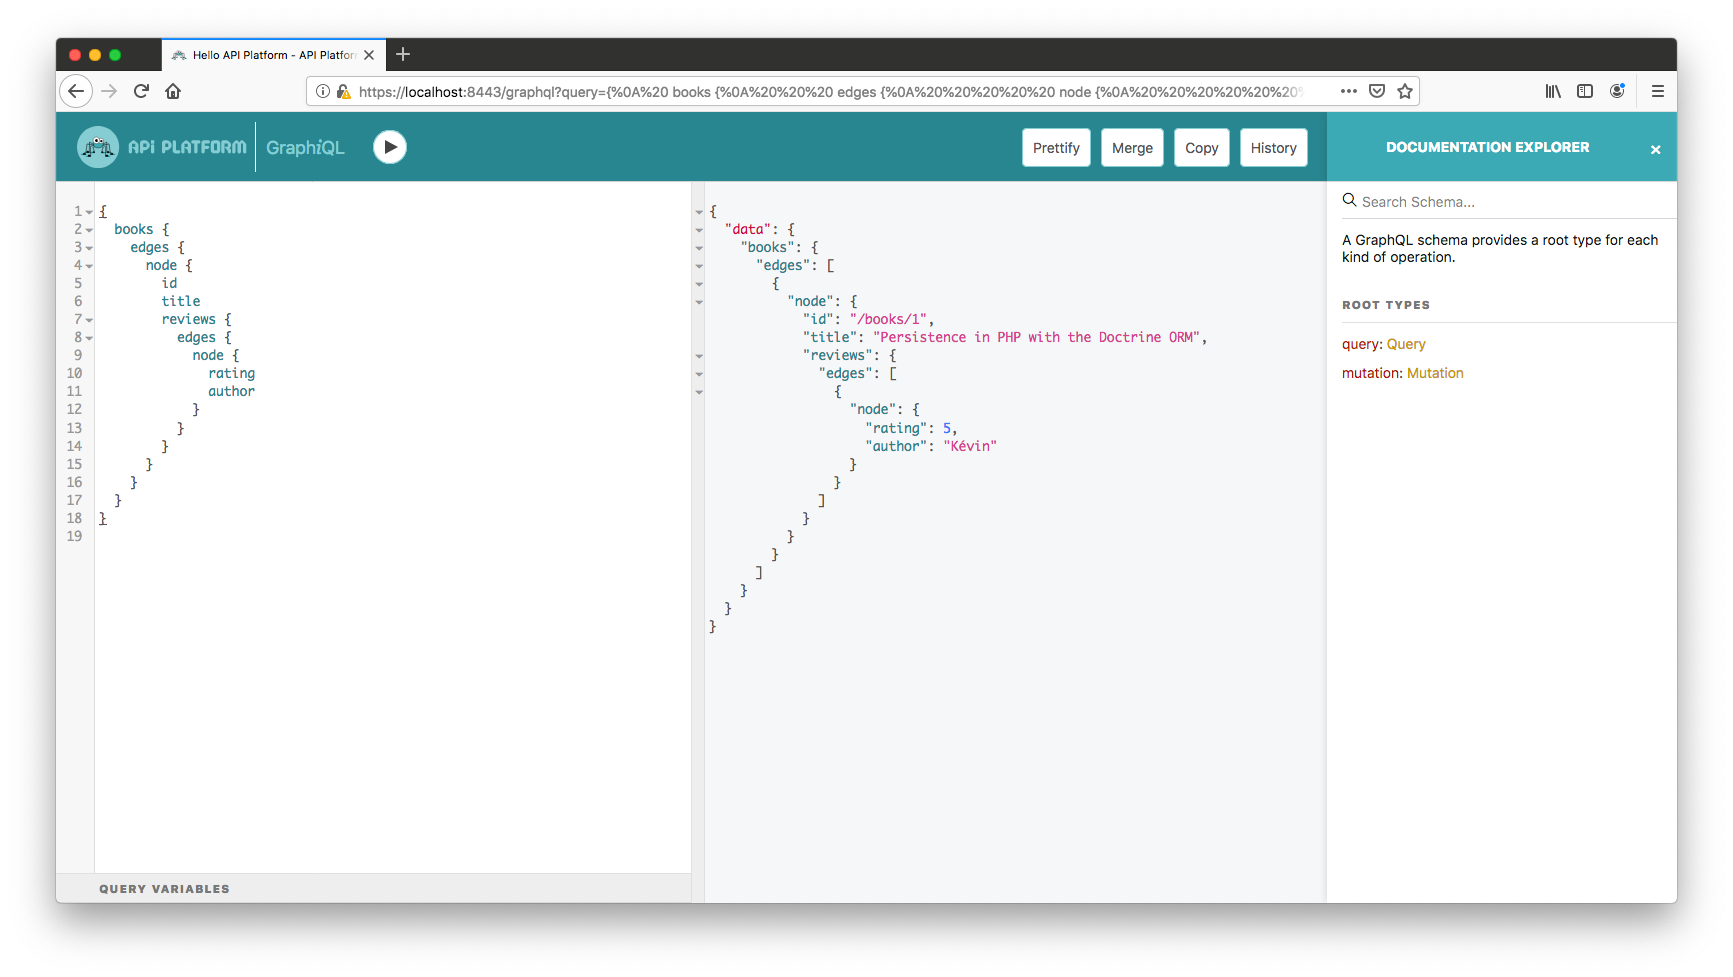 Hello API Platform - API Platfor
https://localhost:8443/graphql?query={%0A%20 books {%0A%20%20%20 edges {%0A%20%20%20%20%20 node {%0A%20%20%20%20%20%20%20%
API PLATFORM
GraphiQL
Prettify
Merge
Copy
History
DOCUMENTATION EXPLORER
1 {
2 books {
3 edges {
4 node {
5 id
6 title
7 reviews {
8 edges {
9 node {
10 rating
11 author
12 }
13 }
14 }
15 }
16 }
17 }
18 }
19
QUERY VARIABLES
{
"data": {
"books": {
"edges": [
{
"node": {
"id": "/books/1",
"title": "Persistence in PHP with the Doctrine ORM",
"reviews": {
"edges": [
{
"node": {
"rating": 5,
"author": "Kévin"
}
}
]
}
}
}
]
}
}
}
Search Schema...
A GraphQL schema provides a root type for each
kind of operation.
ROOT TYPES
query: Query
mutation: Mutation